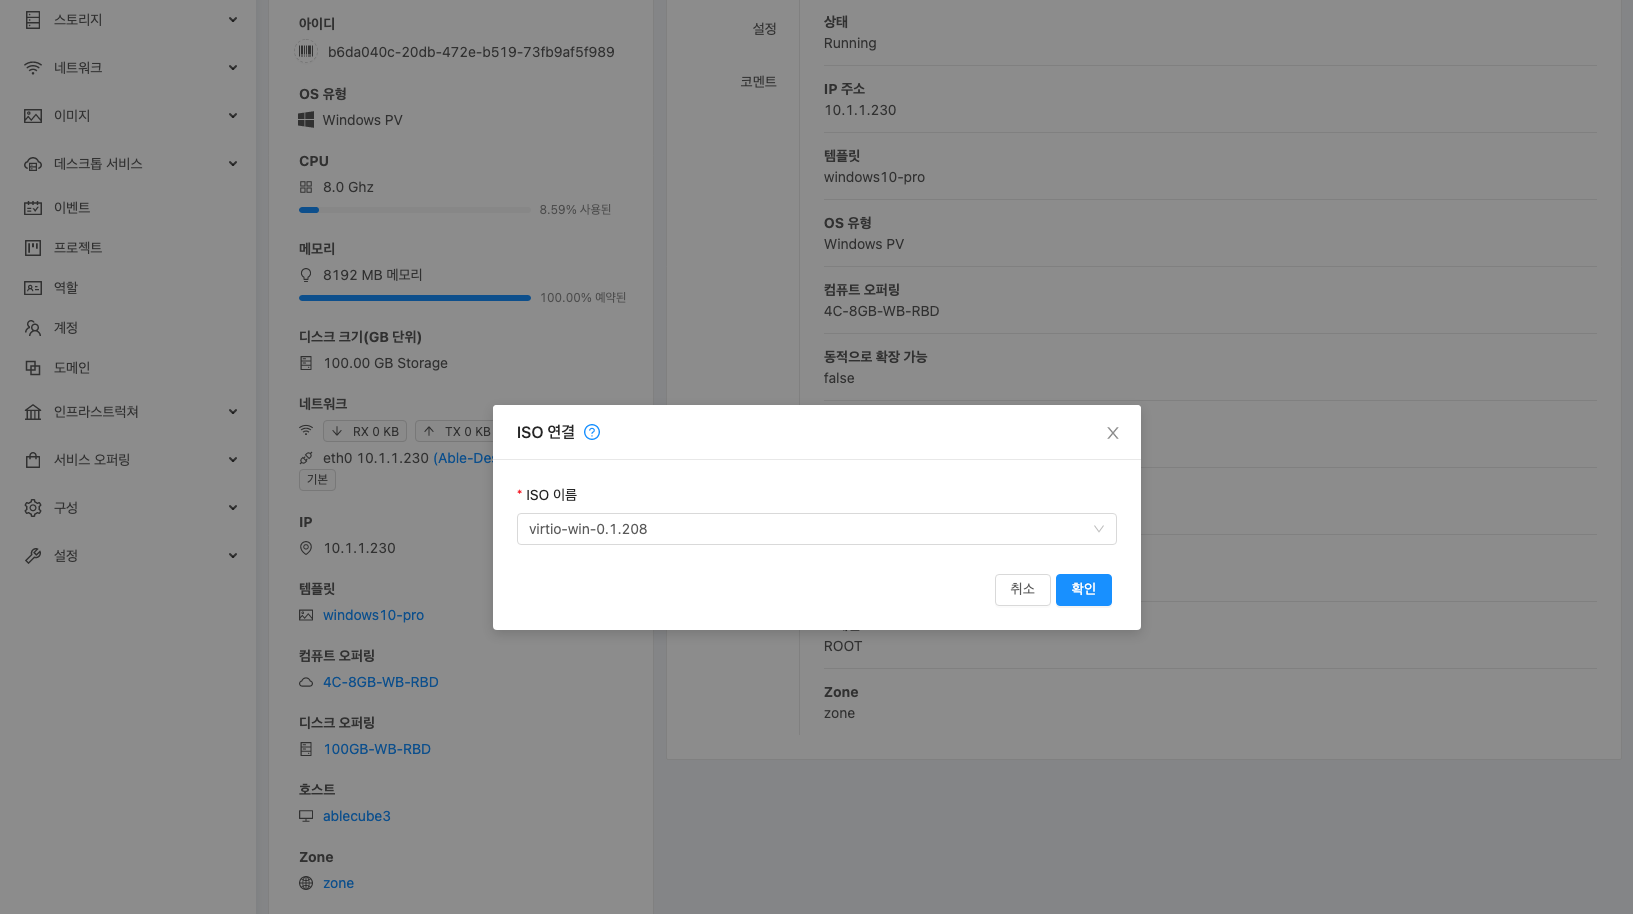 스토리지
네트워크
이미지
데스크톱 서비스
이벤트
프로젝트
역할
계정
도메인
인프라스트럭쳐
서비스 오퍼링
구성
설정
아이디
b6da040c-20db-472e-b519-73fb9af5f989
OS 유형
Windows PV
CPU
8.0 Ghz
8.59% 사용된
메모리
8192 MB 메모리
100.00% 예약된
디스크 크기(GB 단위)
100.00 GB Storage
네트워크
RX 0 KB
TX 0 KB
eth0 10.1.1.230 (Able-Des
기본
IP
10.1.1.230
템플릿
windows10-pro
컴퓨트 오퍼링
4C-8GB-WB-RBD
디스크 오퍼링
100GB-WB-RBD
호스트
ablecube3
Zone
zone
설정
코멘트
상태
Running
IP 주소
10.1.1.230
템플릿
windows10-pro
OS 유형
Windows PV
컴퓨트 오퍼링
4C-8GB-WB-RBD
동적으로 확장 가능
false
ISO 연결
* ISO 이름
virtio-win-0.1.208
취소
확인
ROOT
Zone
zone